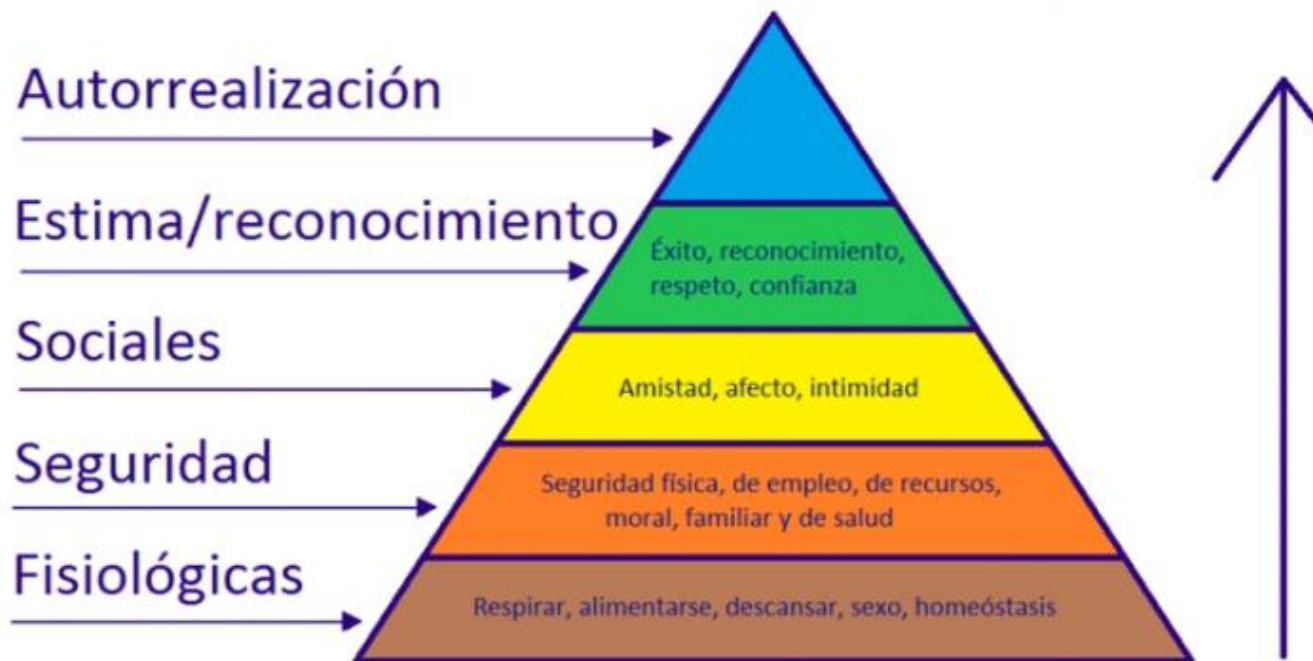 Autorrealización
Estima/reconocimiento
Éxito, reconocimiento,
respeto, confianza
Sociales
Amistad, afecto, intimidad
Seguridad
Seguridad física, de empleo, de recursos,
moral, familiar y de salud
Fisiológicas
Respirar, alimentarse, descansar, sexo, homeóstasis